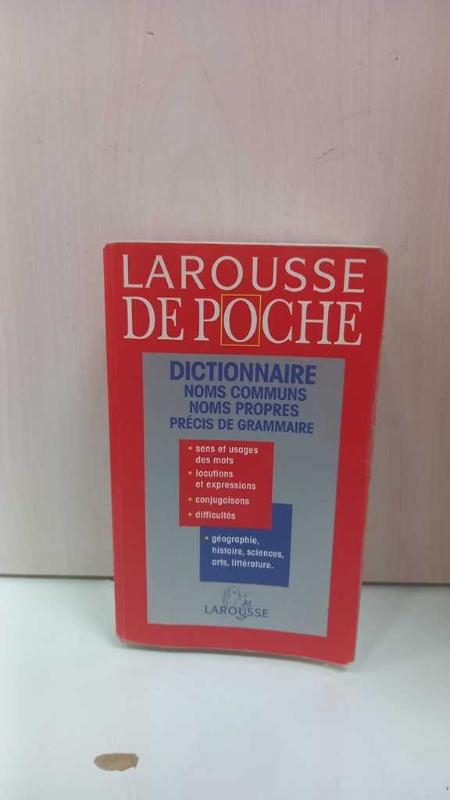 LAROUSSE
DE POCHE
DICTIONNAIRE
NOMS COMMUNS
NOMS PROPRES
PRÉCIS DE GRAMMAIRE
• sens et usages
des mots
• locutions
et expressions
• conjugaisons
• difficultés
• géographie,
histoire, sciences,
arts, littérature.
LAROUSSE